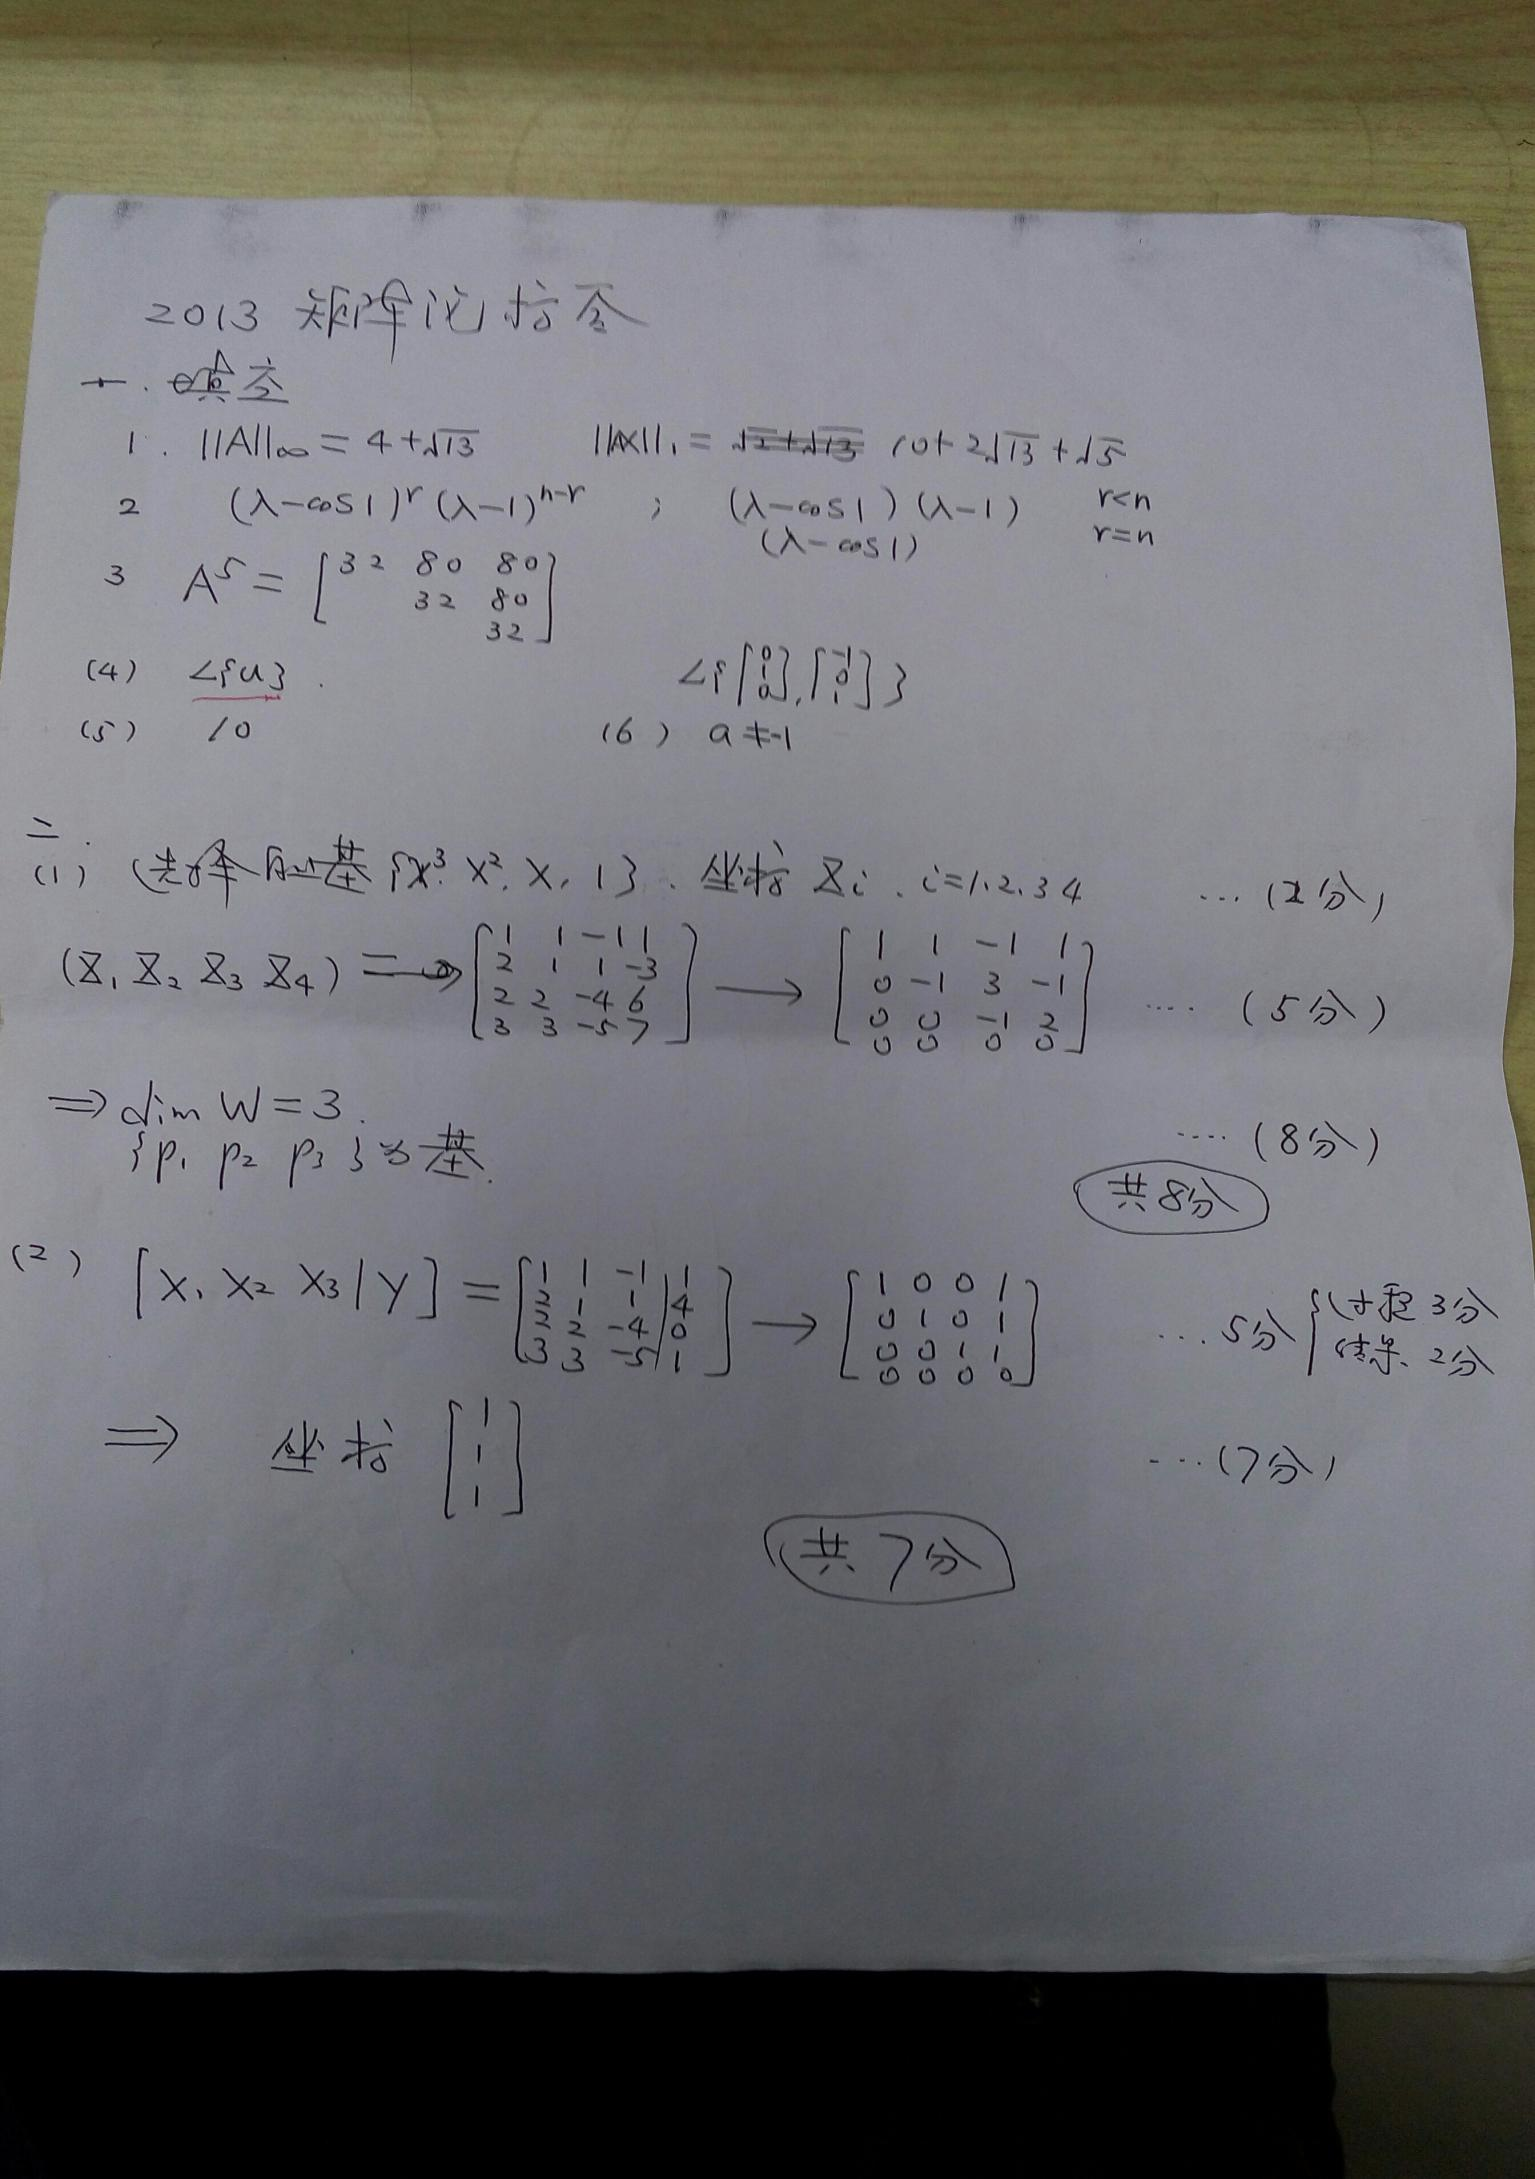 2013 矩阵论标答
一. 填空
1. ||A||∞ = 4+√13 ||A||₁ = 10+2√13+√5
2 (λ-cos1)^r (λ-1)^{n-r} ; (λ-cos1)(λ-1) r<n
(λ-cos1) r=n
3 A⁵ = [32 80 80
32 80
32]
(4) L{u}. L{[0 1 0], [-1 0 1]}
(5) 10 (6) a≠-1
二.
(1) 选择自然基{x³. x². x. 1}. 坐标 X_i. i=1.2.3 4 ...(2分)
(X₁ X₂ X₃ X₄) = → [1 1 -1 1 → [1 1 -1 1
2 1 1 -3 0 -1 3 -1
2 2 -4 6 0 0 -1 2 .... (5分)
3 3 -5 7] 0 0 0 0]
⇒ dim W = 3.
{p₁ p₂ p₃} 为基. .... (8分)
共8分
(2) [X₁ X₂ X₃ | Y] = [1 1 -1 | 1 → [1 0 0 1
2 1 1 | 4 0 1 0 1 ...5分 { 过程 3分
2 2 -4 | 0 0 0 1 1 结果 2分
3 3 -5 | 1] 0 0 0 0]
⇒ 坐标 [1 1 1] ...(7分)
共7分